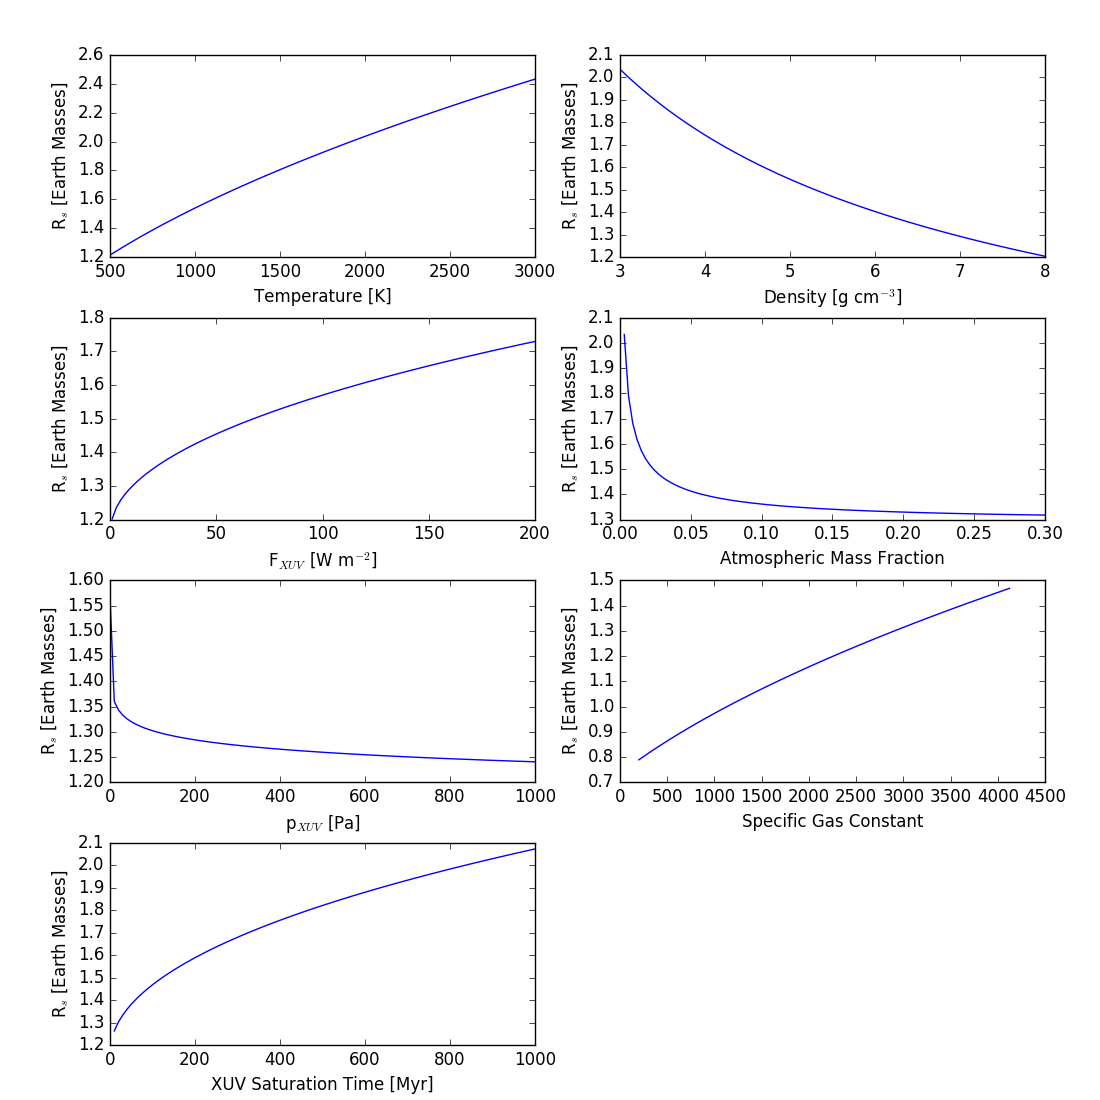 2.6
2.4
2.2
2.0
1.8
1.6
1.4
1.2
R_s [Earth Masses]
500 1000 1500 2000 2500 3000
Temperature [K]
2.1
2.0
1.9
1.8
1.7
1.6
1.5
1.4
1.3
1.2
R_s [Earth Masses]
3 4 5 6 7 8
Density [g cm^−3]
1.8
1.7
1.6
1.5
1.4
1.3
1.2
R_s [Earth Masses]
0 50 100 150 200
F_XUV [W m^−2]
2.1
2.0
1.9
1.8
1.7
1.6
1.5
1.4
1.3
R_s [Earth Masses]
0.00 0.05 0.10 0.15 0.20 0.25 0.30
Atmospheric Mass Fraction
1.60
1.55
1.50
1.45
1.40
1.35
1.30
1.25
1.20
R_s [Earth Masses]
0 200 400 600 800 1000
p_XUV [Pa]
1.5
1.4
1.3
1.2
1.1
1.0
0.9
0.8
0.7
R_s [Earth Masses]
0 500 1000 1500 2000 2500 3000 3500 4000 4500
Specific Gas Constant
2.1
2.0
1.9
1.8
1.7
1.6
1.5
1.4
1.3
1.2
R_s [Earth Masses]
0 200 400 600 800 1000
XUV Saturation Time [Myr]